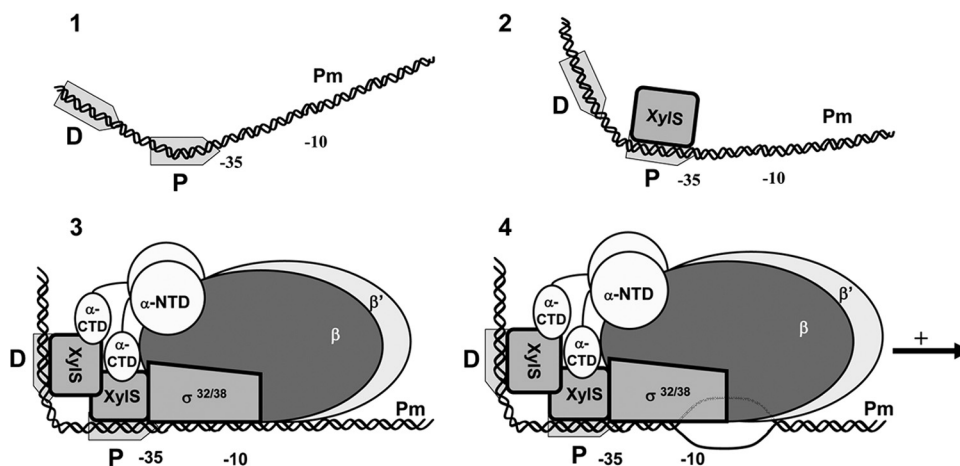 1
Pm
D
-10
-35
P
2
XylS
Pm
D
-35
-10
P
3
α-NTD
β'
α-CTD
β
D
XylS
α-CTD
XylS
σ 32/38
Pm
P
-35
-10
4
α-NTD
β'
α-CTD
β
+
D
XylS
α-CTD
XylS
σ 32/38
Pm
P
-35
-10